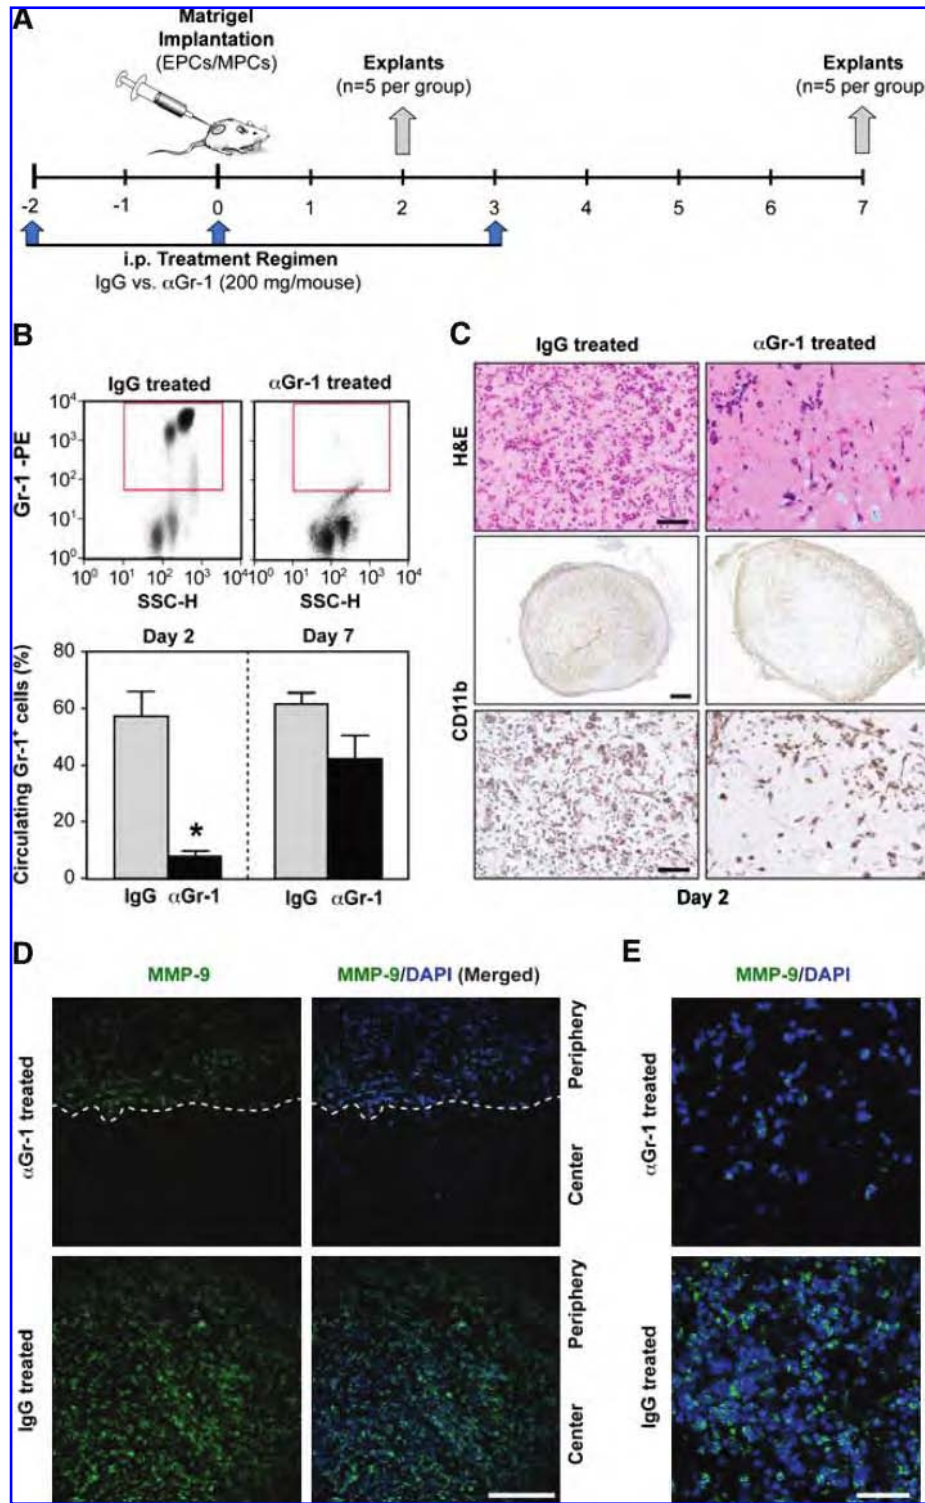 A
Matrigel
Implantation
(EPCs/MPCs)
Explants
(n=5 per group)
Explants
(n=5 per group
-2 -1 0 1 2 3 4 5 6 7
i.p. Treatment Regimen
IgG vs. αGr-1 (200 mg/mouse)
B
IgG treated αGr-1 treated
Gr-1 -PE
10⁴
10³
10²
10¹
10⁰
10⁰ 10¹ 10² 10³ 10⁴ 10⁰ 10¹ 10² 10³ 10⁴
SSC-H SSC-H
Day 2 Day 7
Circulating Gr-1⁺ cells (%)
80
60
40
20
0
*
IgG αGr-1 IgG αGr-1
C
IgG treated αGr-1 treated
H&E
CD11b
Day 2
D
MMP-9 MMP-9/DAPI (Merged)
αGr-1 treated
Periphery
Center
IgG treated
Periphery
Center
E
MMP-9/DAPI
αGr-1 treated
IgG treated